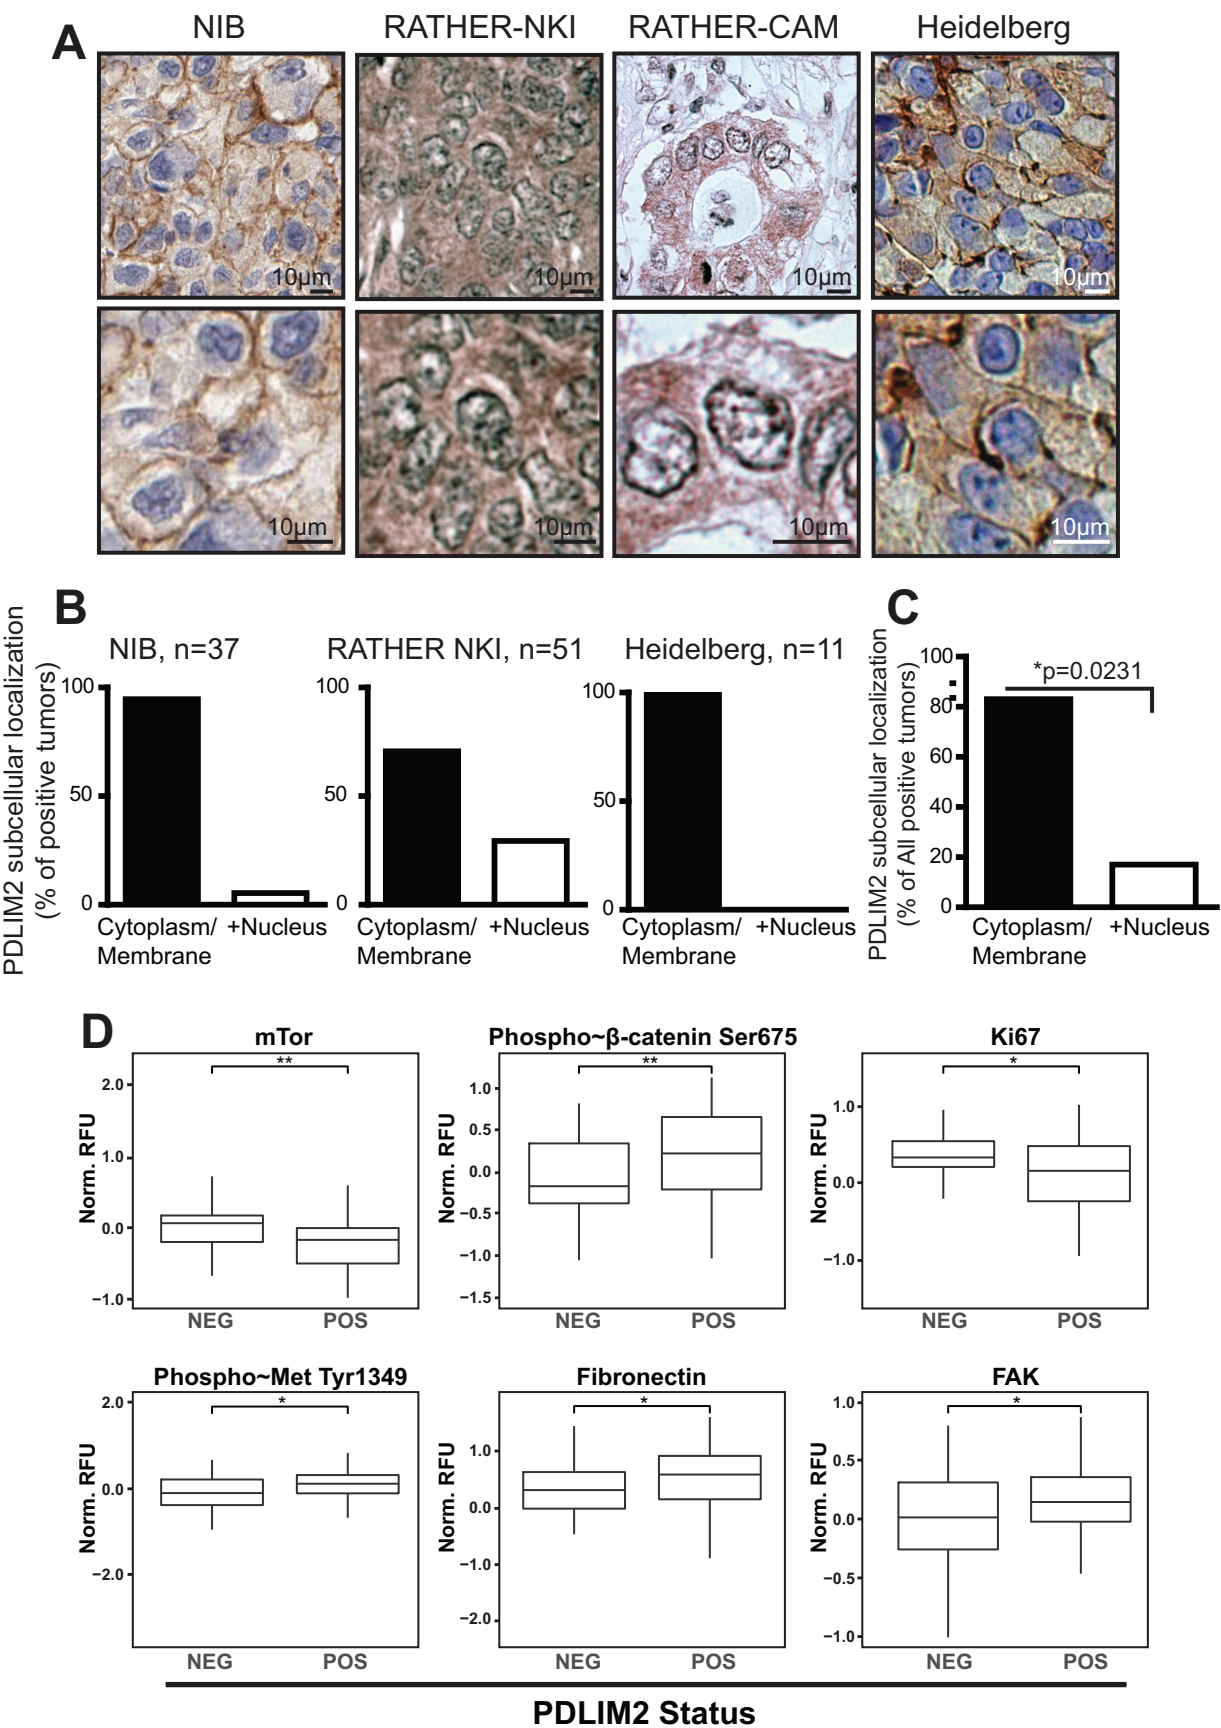 A
NIB
RATHER-NKI
RATHER-CAM
Heidelberg
10µm
10µm
10µm
10µm
10µm
10µm
10µm
10µm
B
PDLIM2 subcellular localization
(% of positive tumors)
NIB, n=37
100
50
0
Cytoplasm/
Membrane
+Nucleus
RATHER NKI, n=51
100
50
0
Cytoplasm/
Membrane
+Nucleus
Heidelberg, n=11
100
50
0
Cytoplasm/
Membrane
+Nucleus
C
PDLIM2 subcellular localization
(% of All positive tumors)
*p=0.0231
100
80
60
40
20
0
Cytoplasm/
Membrane
+Nucleus
D
mTor
**
Norm. RFU
2.0
1.0
0.0
−1.0
NEG
POS
Phospho~β-catenin Ser675
**
Norm. RFU
1.0
0.5
0.0
−0.5
−1.0
−1.5
NEG
POS
Ki67
*
Norm. RFU
1.0
0.0
−1.0
NEG
POS
Phospho~Met Tyr1349
*
Norm. RFU
2.0
0.0
−2.0
NEG
POS
Fibronectin
*
Norm. RFU
1.0
0.0
−1.0
−2.0
NEG
POS
FAK
*
Norm. RFU
1.0
0.5
0.0
−0.5
−1.0
NEG
POS
PDLIM2 Status